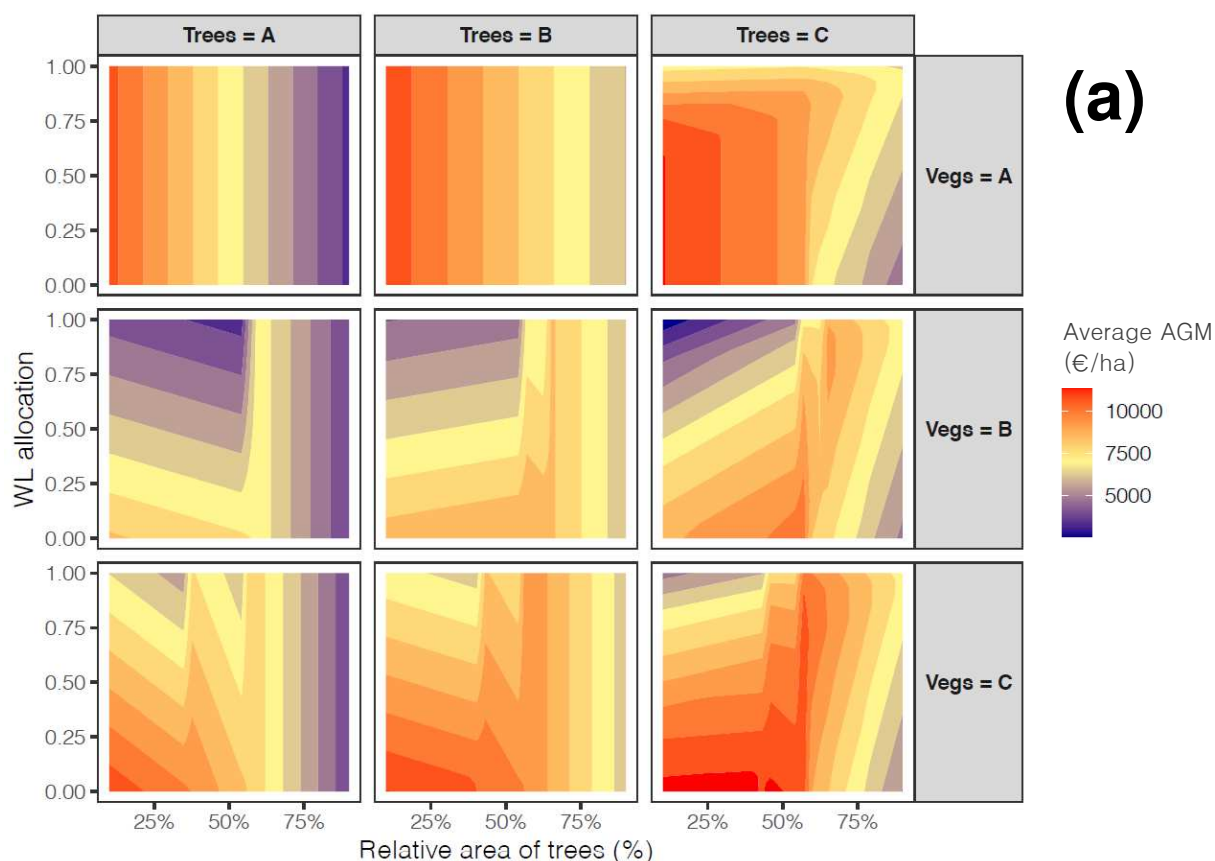 Trees = A
Trees = B
Trees = C
(a)
1.00
0.75
0.50
0.25
0.00
Vegs = A
1.00
0.75
0.50
0.25
0.00
Vegs = B
1.00
0.75
0.50
0.25
0.00
Vegs = C
WL allocation
Average AGM
(€/ha)
10000
7500
5000
25% 50% 75%
25% 50% 75%
25% 50% 75%
Relative area of trees (%)